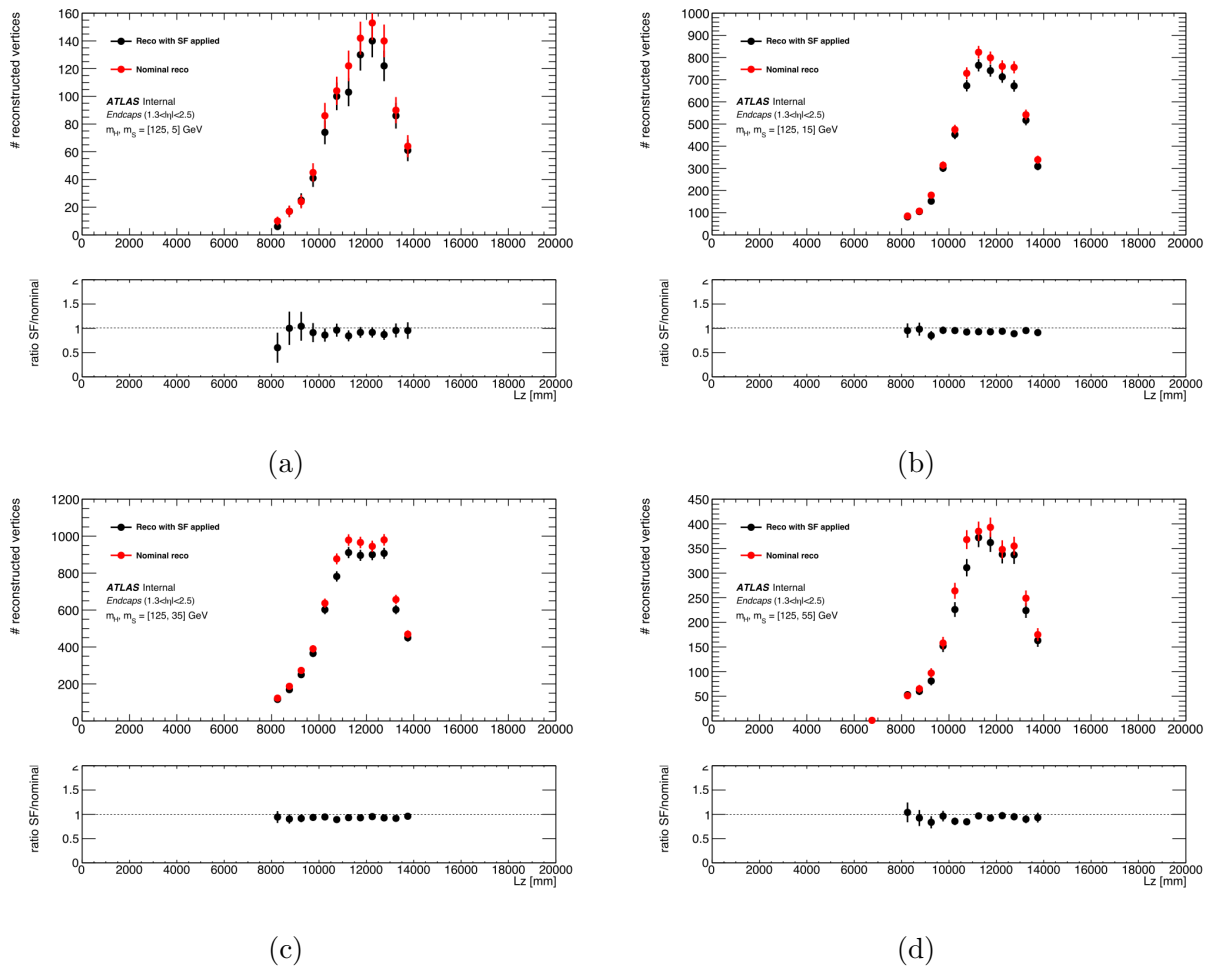 # reconstructed vertices
160
140
120
100
80
60
40
20
0
Reco with SF applied
Nominal reco
ATLAS Internal
Endcaps (1.3<|η|<2.5)
m_H, m_S = [125, 5] GeV
0 2000 4000 6000 8000 10000 12000 14000 16000 18000 20000
ratio SF/nominal
2
1.5
1
0.5
0
0 2000 4000 6000 8000 10000 12000 14000 16000 18000 20000
Lz [mm]
(a)
# reconstructed vertices
1000
900
800
700
600
500
400
300
200
100
0
Reco with SF applied
Nominal reco
ATLAS Internal
Endcaps (1.3<|η|<2.5)
m_H, m_S = [125, 15] GeV
0 2000 4000 6000 8000 10000 12000 14000 16000 18000 20000
ratio SF/nominal
2
1.5
1
0.5
0
0 2000 4000 6000 8000 10000 12000 14000 16000 18000 20000
Lz [mm]
(b)
# reconstructed vertices
1200
1000
800
600
400
200
0
Reco with SF applied
Nominal reco
ATLAS Internal
Endcaps (1.3<|η|<2.5)
m_H, m_S = [125, 35] GeV
0 2000 4000 6000 8000 10000 12000 14000 16000 18000 20000
ratio SF/nominal
2
1.5
1
0.5
0
0 2000 4000 6000 8000 10000 12000 14000 16000 18000 20000
Lz [mm]
(c)
# reconstructed vertices
450
400
350
300
250
200
150
100
50
0
Reco with SF applied
Nominal reco
ATLAS Internal
Endcaps (1.3<|η|<2.5)
m_H, m_S = [125, 55] GeV
0 2000 4000 6000 8000 10000 12000 14000 16000 18000 20000
ratio SF/nominal
2
1.5
1
0.5
0
0 2000 4000 6000 8000 10000 12000 14000 16000 18000 20000
Lz [mm]
(d)